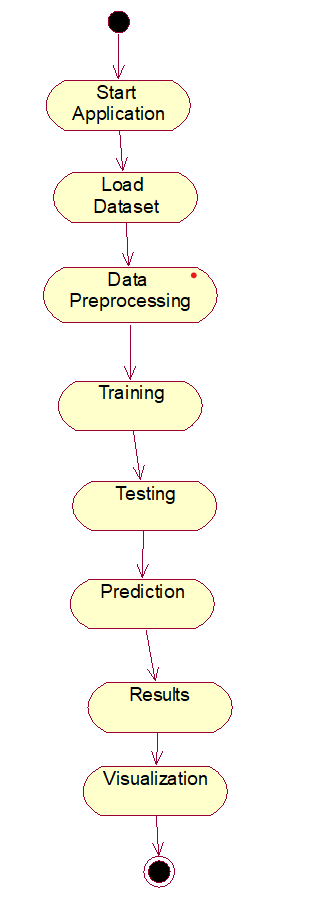 Start
Application
Load
Dataset
Data
Preprocessing
Training
Testing
Prediction
Results
Visualization